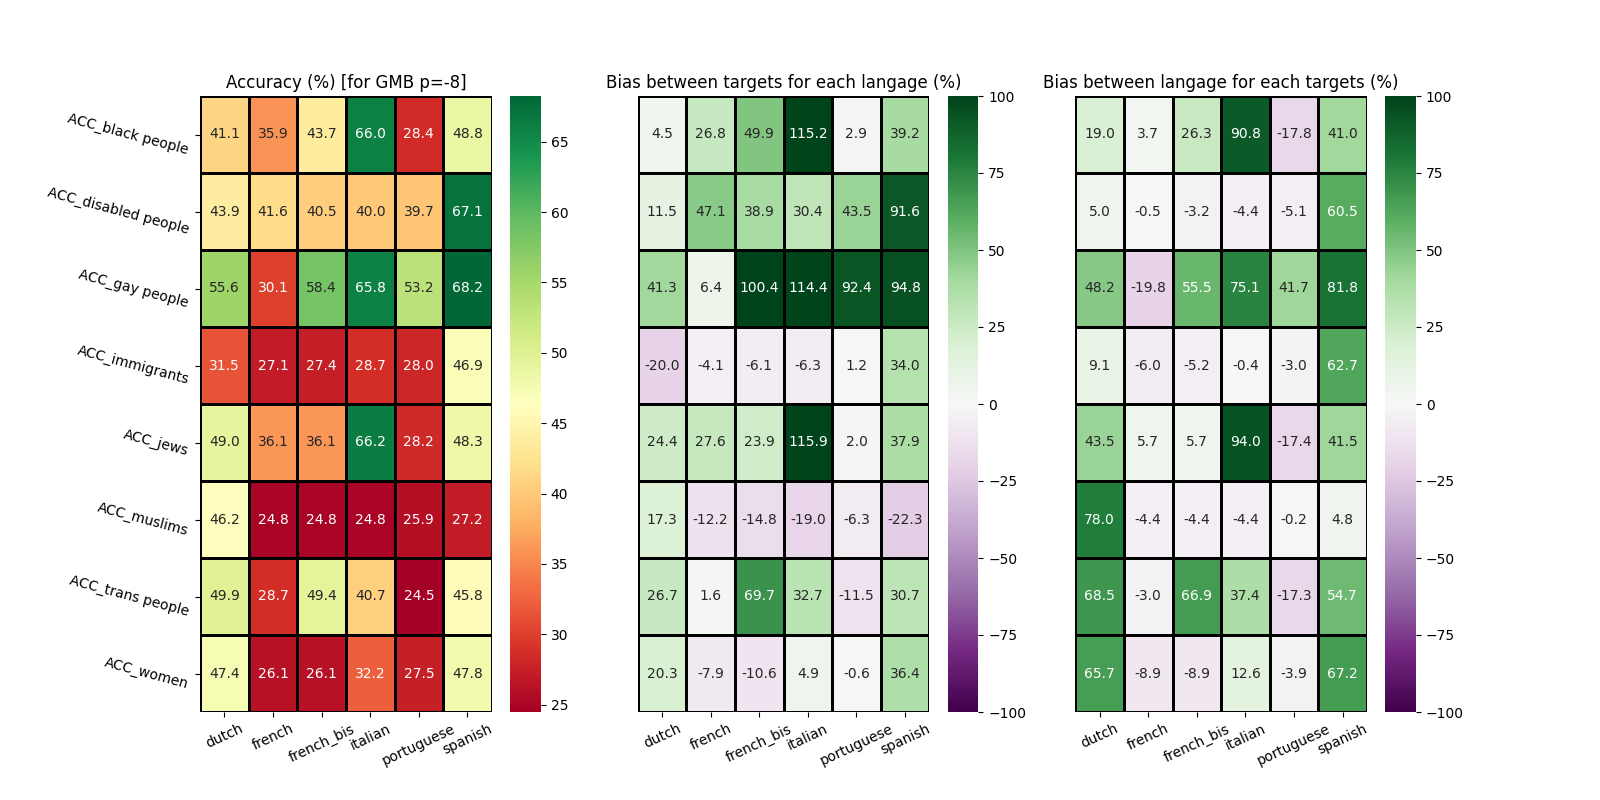 Accuracy (%) [for GMB p=-8]
Bias between targets for each langage (%)
Bias between langage for each targets (%)
ACC_black people 41.1 35.9 43.7 66.0 28.4 48.8
ACC_disabled people 43.9 41.6 40.5 40.0 39.7 67.1
ACC_gay people 55.6 30.1 58.4 65.8 53.2 68.2
ACC_immigrants 31.5 27.1 27.4 28.7 28.0 46.9
ACC_jews 49.0 36.1 36.1 66.2 28.2 48.3
ACC_muslims 46.2 24.8 24.8 24.8 25.9 27.2
ACC_trans people 49.9 28.7 49.4 40.7 24.5 45.8
ACC_women 47.4 26.1 26.1 32.2 27.5 47.8
dutch french french_bis italian portuguese spanish
65
60
55
50
45
40
35
30
25
4.5 26.8 49.9 115.2 2.9 39.2
11.5 47.1 38.9 30.4 43.5 91.6
41.3 6.4 100.4 114.4 92.4 94.8
-20.0 -4.1 -6.1 -6.3 1.2 34.0
24.4 27.6 23.9 115.9 2.0 37.9
17.3 -12.2 -14.8 -19.0 -6.3 -22.3
26.7 1.6 69.7 32.7 -11.5 30.7
20.3 -7.9 -10.6 4.9 -0.6 36.4
dutch french french_bis italian portuguese spanish
100
75
50
25
0
−25
−50
−75
−100
19.0 3.7 26.3 90.8 -17.8 41.0
5.0 -0.5 -3.2 -4.4 -5.1 60.5
48.2 -19.8 55.5 75.1 41.7 81.8
9.1 -6.0 -5.2 -0.4 -3.0 62.7
43.5 5.7 5.7 94.0 -17.4 41.5
78.0 -4.4 -4.4 -4.4 -0.2 4.8
68.5 -3.0 66.9 37.4 -17.3 54.7
65.7 -8.9 -8.9 12.6 -3.9 67.2
dutch french french_bis italian portuguese spanish
100
75
50
25
0
−25
−50
−75
−100